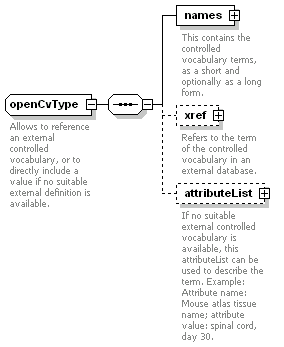 names
This contains the
controlled
vocabulary terms,
as a short and
optionally as a long
form.
openCvType
Allows to reference
an external
controlled
vocabulary, or to
directly include a
value if no suitable
external definition is
available.
xref
Refers to the term
of the controlled
vocabulary in an
external database.
attributeList
If no suitable
external controlled
vocabulary is
available, this
attributeList can be
used to describe the
term. Example:
Attribute name:
Mouse atlas tissue
name; attribute
value: spinal cord,
day 30.